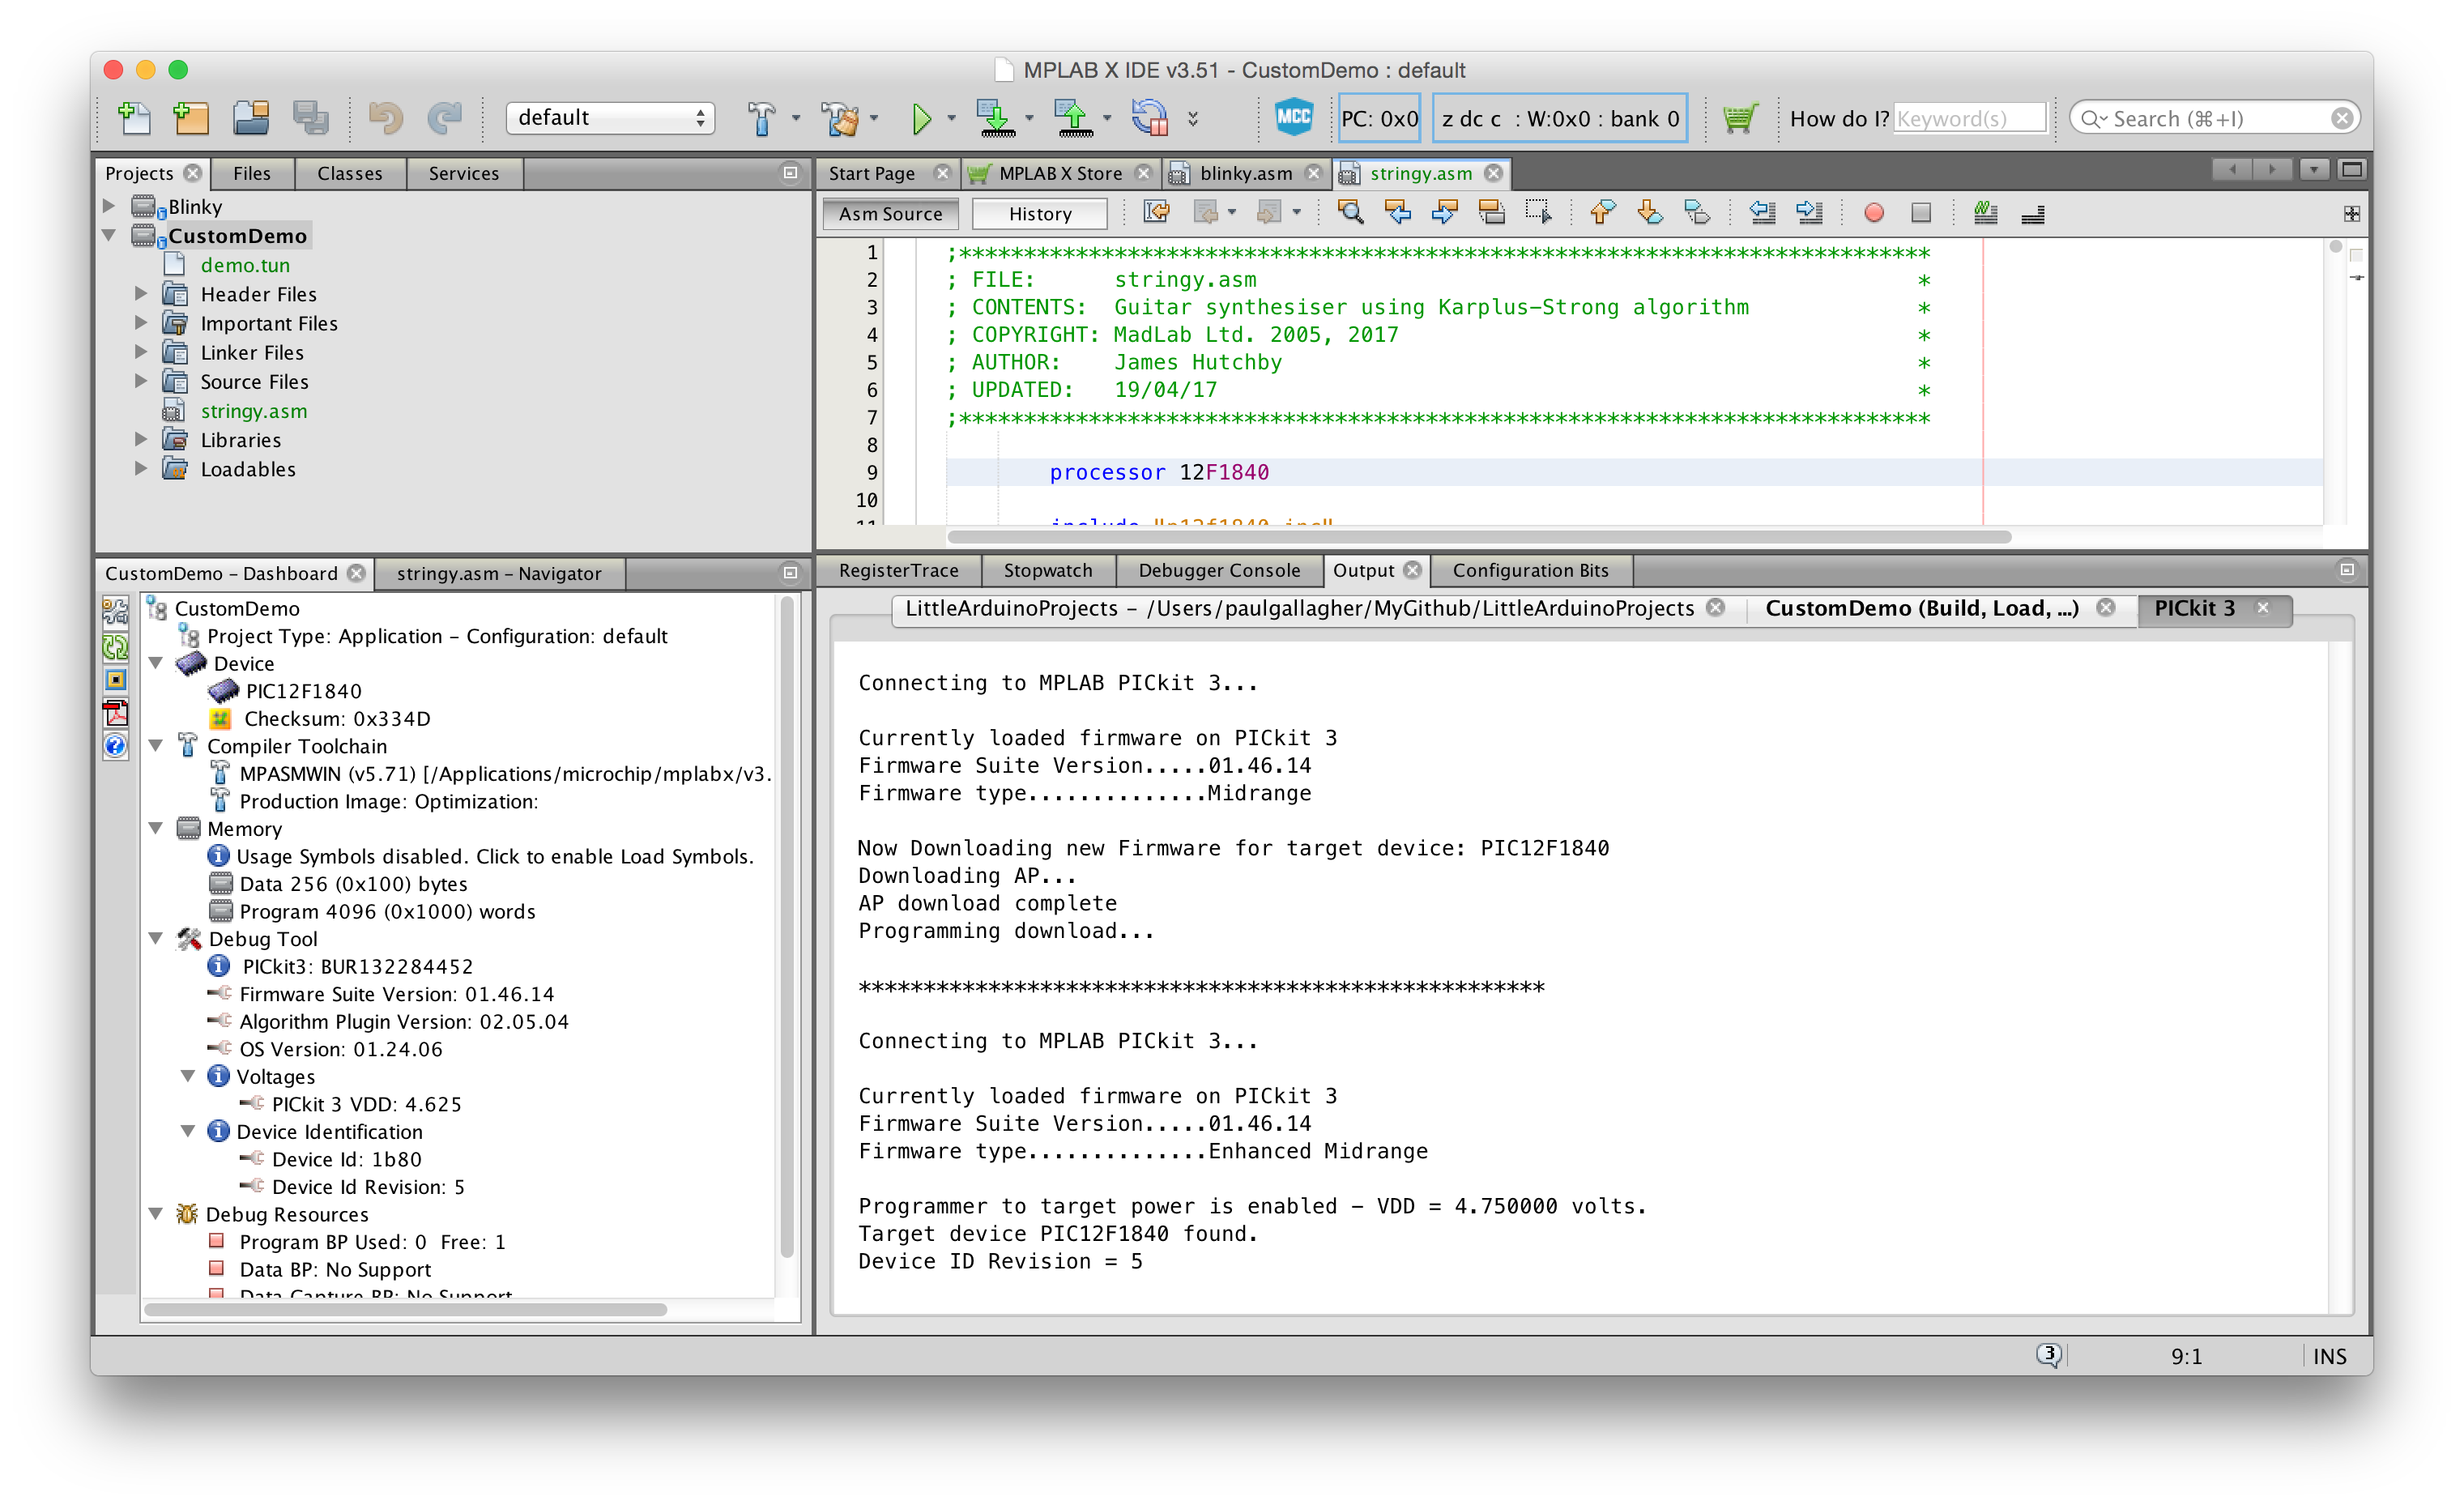 MPLAB X IDE v3.51 - CustomDemo : default
default
MCC
PC: 0x0
z dc c : W:0x0 : bank 0
How do I?
Keyword(s)
Search (⌘+I)
Projects
Files
Classes
Services
Blinky
CustomDemo
demo.tun
Header Files
Important Files
Linker Files
Source Files
stringy.asm
Libraries
Loadables
Start Page
MPLAB X Store
blinky.asm
stringy.asm
Asm Source
History
1 ;***************************************************************************
2 ; FILE: stringy.asm *
3 ; CONTENTS: Guitar synthesiser using Karplus-Strong algorithm *
4 ; COPYRIGHT: MadLab Ltd. 2005, 2017 *
5 ; AUTHOR: James Hutchby *
6 ; UPDATED: 19/04/17 *
7 ;***************************************************************************
8
9 processor 12F1840
10
11 include "p12f1840.inc"
CustomDemo – Dashboard
stringy.asm – Navigator
CustomDemo
Project Type: Application – Configuration: default
Device
PIC12F1840
Checksum: 0x334D
Compiler Toolchain
MPASMWIN (v5.71) [/Applications/microchip/mplabx/v3.
Production Image: Optimization:
Memory
Usage Symbols disabled. Click to enable Load Symbols.
Data 256 (0x100) bytes
Program 4096 (0x1000) words
Debug Tool
PICkit3: BUR132284452
Firmware Suite Version: 01.46.14
Algorithm Plugin Version: 02.05.04
OS Version: 01.24.06
Voltages
PICkit 3 VDD: 4.625
Device Identification
Device Id: 1b80
Device Id Revision: 5
Debug Resources
Program BP Used: 0 Free: 1
Data BP: No Support
Data Capture BP: No Support
RegisterTrace
Stopwatch
Debugger Console
Output
Configuration Bits
LittleArduinoProjects – /Users/paulgallagher/MyGithub/LittleArduinoProjects
CustomDemo (Build, Load, ...)
PICkit 3
Connecting to MPLAB PICkit 3...
Currently loaded firmware on PICkit 3
Firmware Suite Version.....01.46.14
Firmware type..............Midrange
Now Downloading new Firmware for target device: PIC12F1840
Downloading AP...
AP download complete
Programming download...
*****************************************************
Connecting to MPLAB PICkit 3...
Currently loaded firmware on PICkit 3
Firmware Suite Version.....01.46.14
Firmware type..............Enhanced Midrange
Programmer to target power is enabled – VDD = 4.750000 volts.
Target device PIC12F1840 found.
Device ID Revision = 5
3
9:1
INS